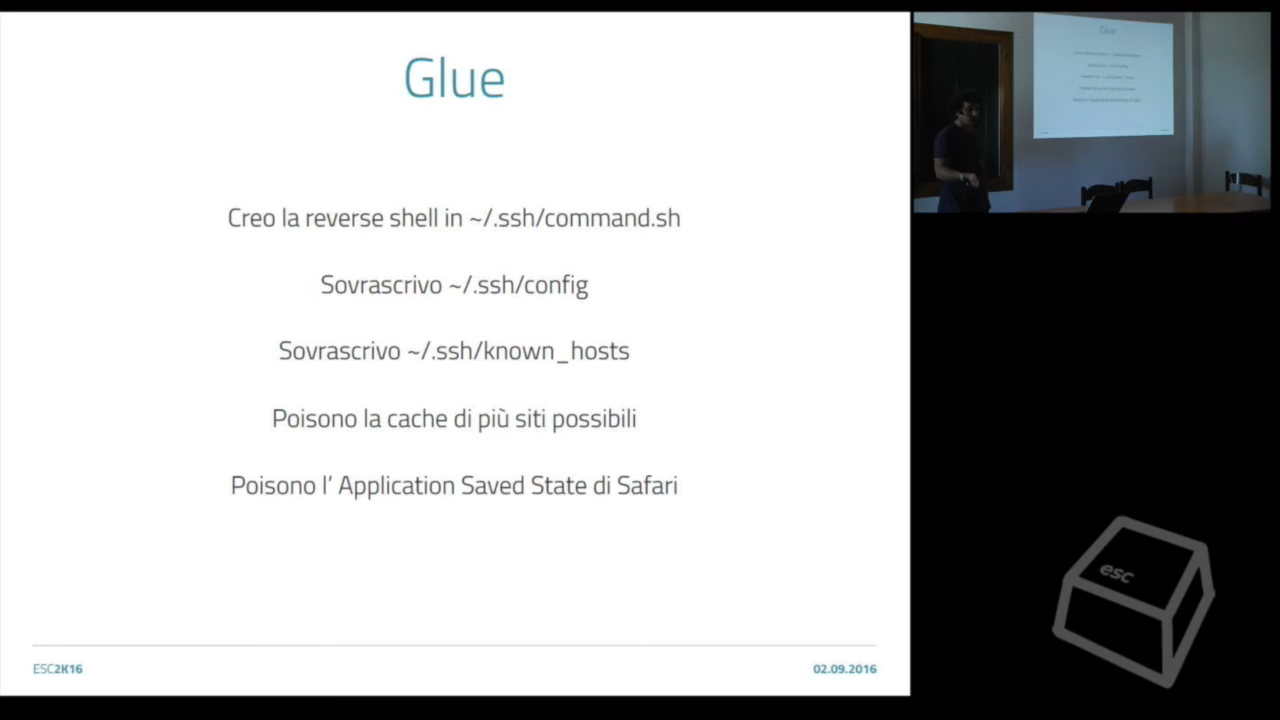 Glue
Creo la reverse shell in ~/.ssh/command.sh
Sovrascrivo ~/.ssh/config
Sovrascrivo ~/.ssh/known_hosts
Poisono la cache di più siti possibili
Poisono l’ Application Saved State di Safari
ESC2K16
02.09.2016
esc